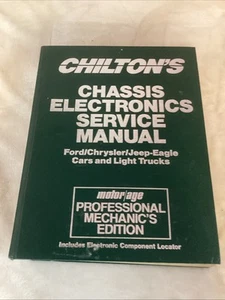 CHILTON'S
CHASSIS
ELECTRONICS
SERVICE
MANUAL
Ford/Chrysler/Jeep-Eagle
Cars and Light Trucks
motor/age
PROFESSIONAL
MECHANIC'S
EDITION
Includes Electronic Component Locator